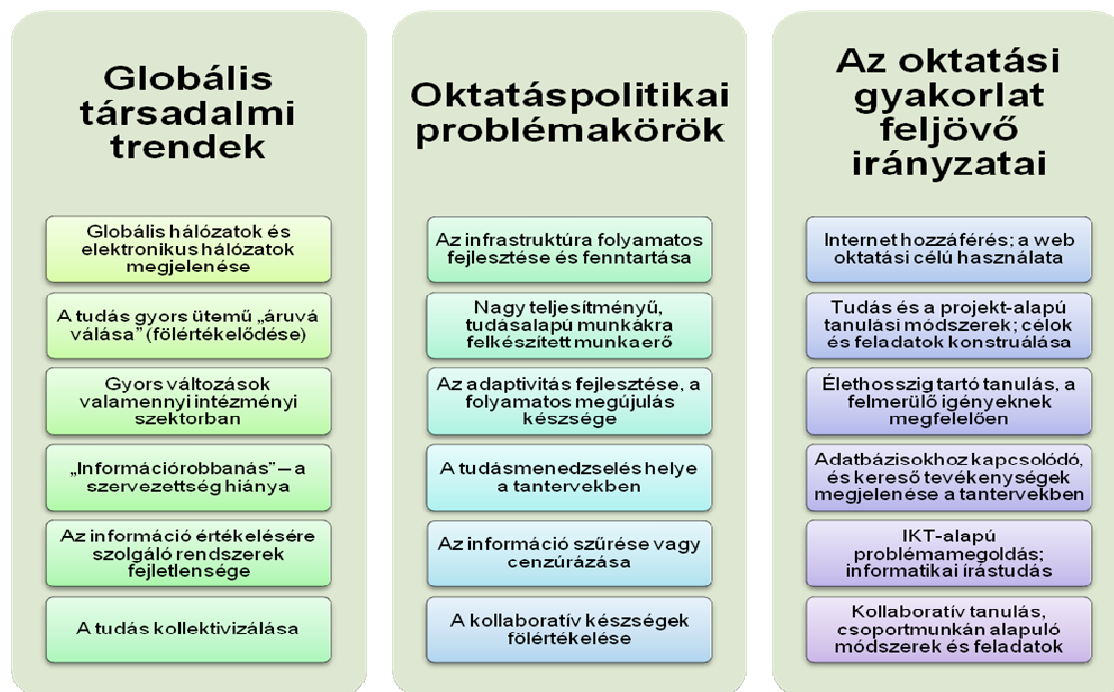 Globális
társadalmi
trendek
Globális hálózatok és
elektronikus hálózatok
megjelenése
A tudás gyors ütemű „áruvá
válása” (fölértékelődése)
Gyors változások
valamennyi intézményi
szektorban
„Információrobbanás”—a
szervezettség hiánya
Az információ értékelésére
szolgáló rendszerek
fejletlensége
A tudás kollektivizálása
Oktatáspolitikai
problémakörök
Az infrastruktúra folyamatos
fejlesztése és fenntartása
Nagy teljesítményű,
tudásalapú munkákra
felkészített munkaerő
Az adaptivitás fejlesztése, a
folyamatos megújulás
készsége
A tudásmenedzselés helye
a tantervekben
Az információ szűrése vagy
cenzúrázása
A kollaboratív készségek
fölértékelése
Az oktatási
gyakorlat
feljövő
irányzatai
Internet hozzáférés; a web
oktatási célú használata
Tudás és a projekt-alapú
tanulási módszerek; célok
és feladatok konstruálása
Élethosszig tartó tanulás, a
felmerülő igényeknek
megfelelően
Adatbázisokhoz kapcsolódó,
és kereső tevékenységek
megjelenése a tantervekben
IKT-alapú
problémamegoldás;
informatikai írástudás
Kollaboratív tanulás,
csoportmunkán alapuló
módszerek és feladatok